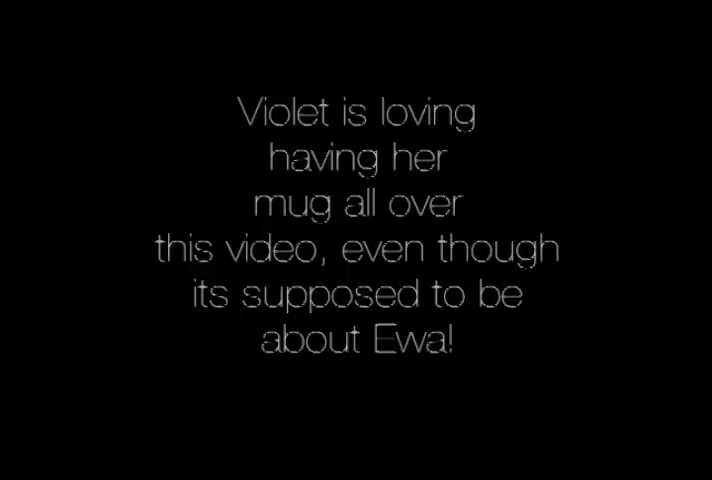 Violet is loving
having her
mug all over
this video, even though
its supposed to be
about Ewa!